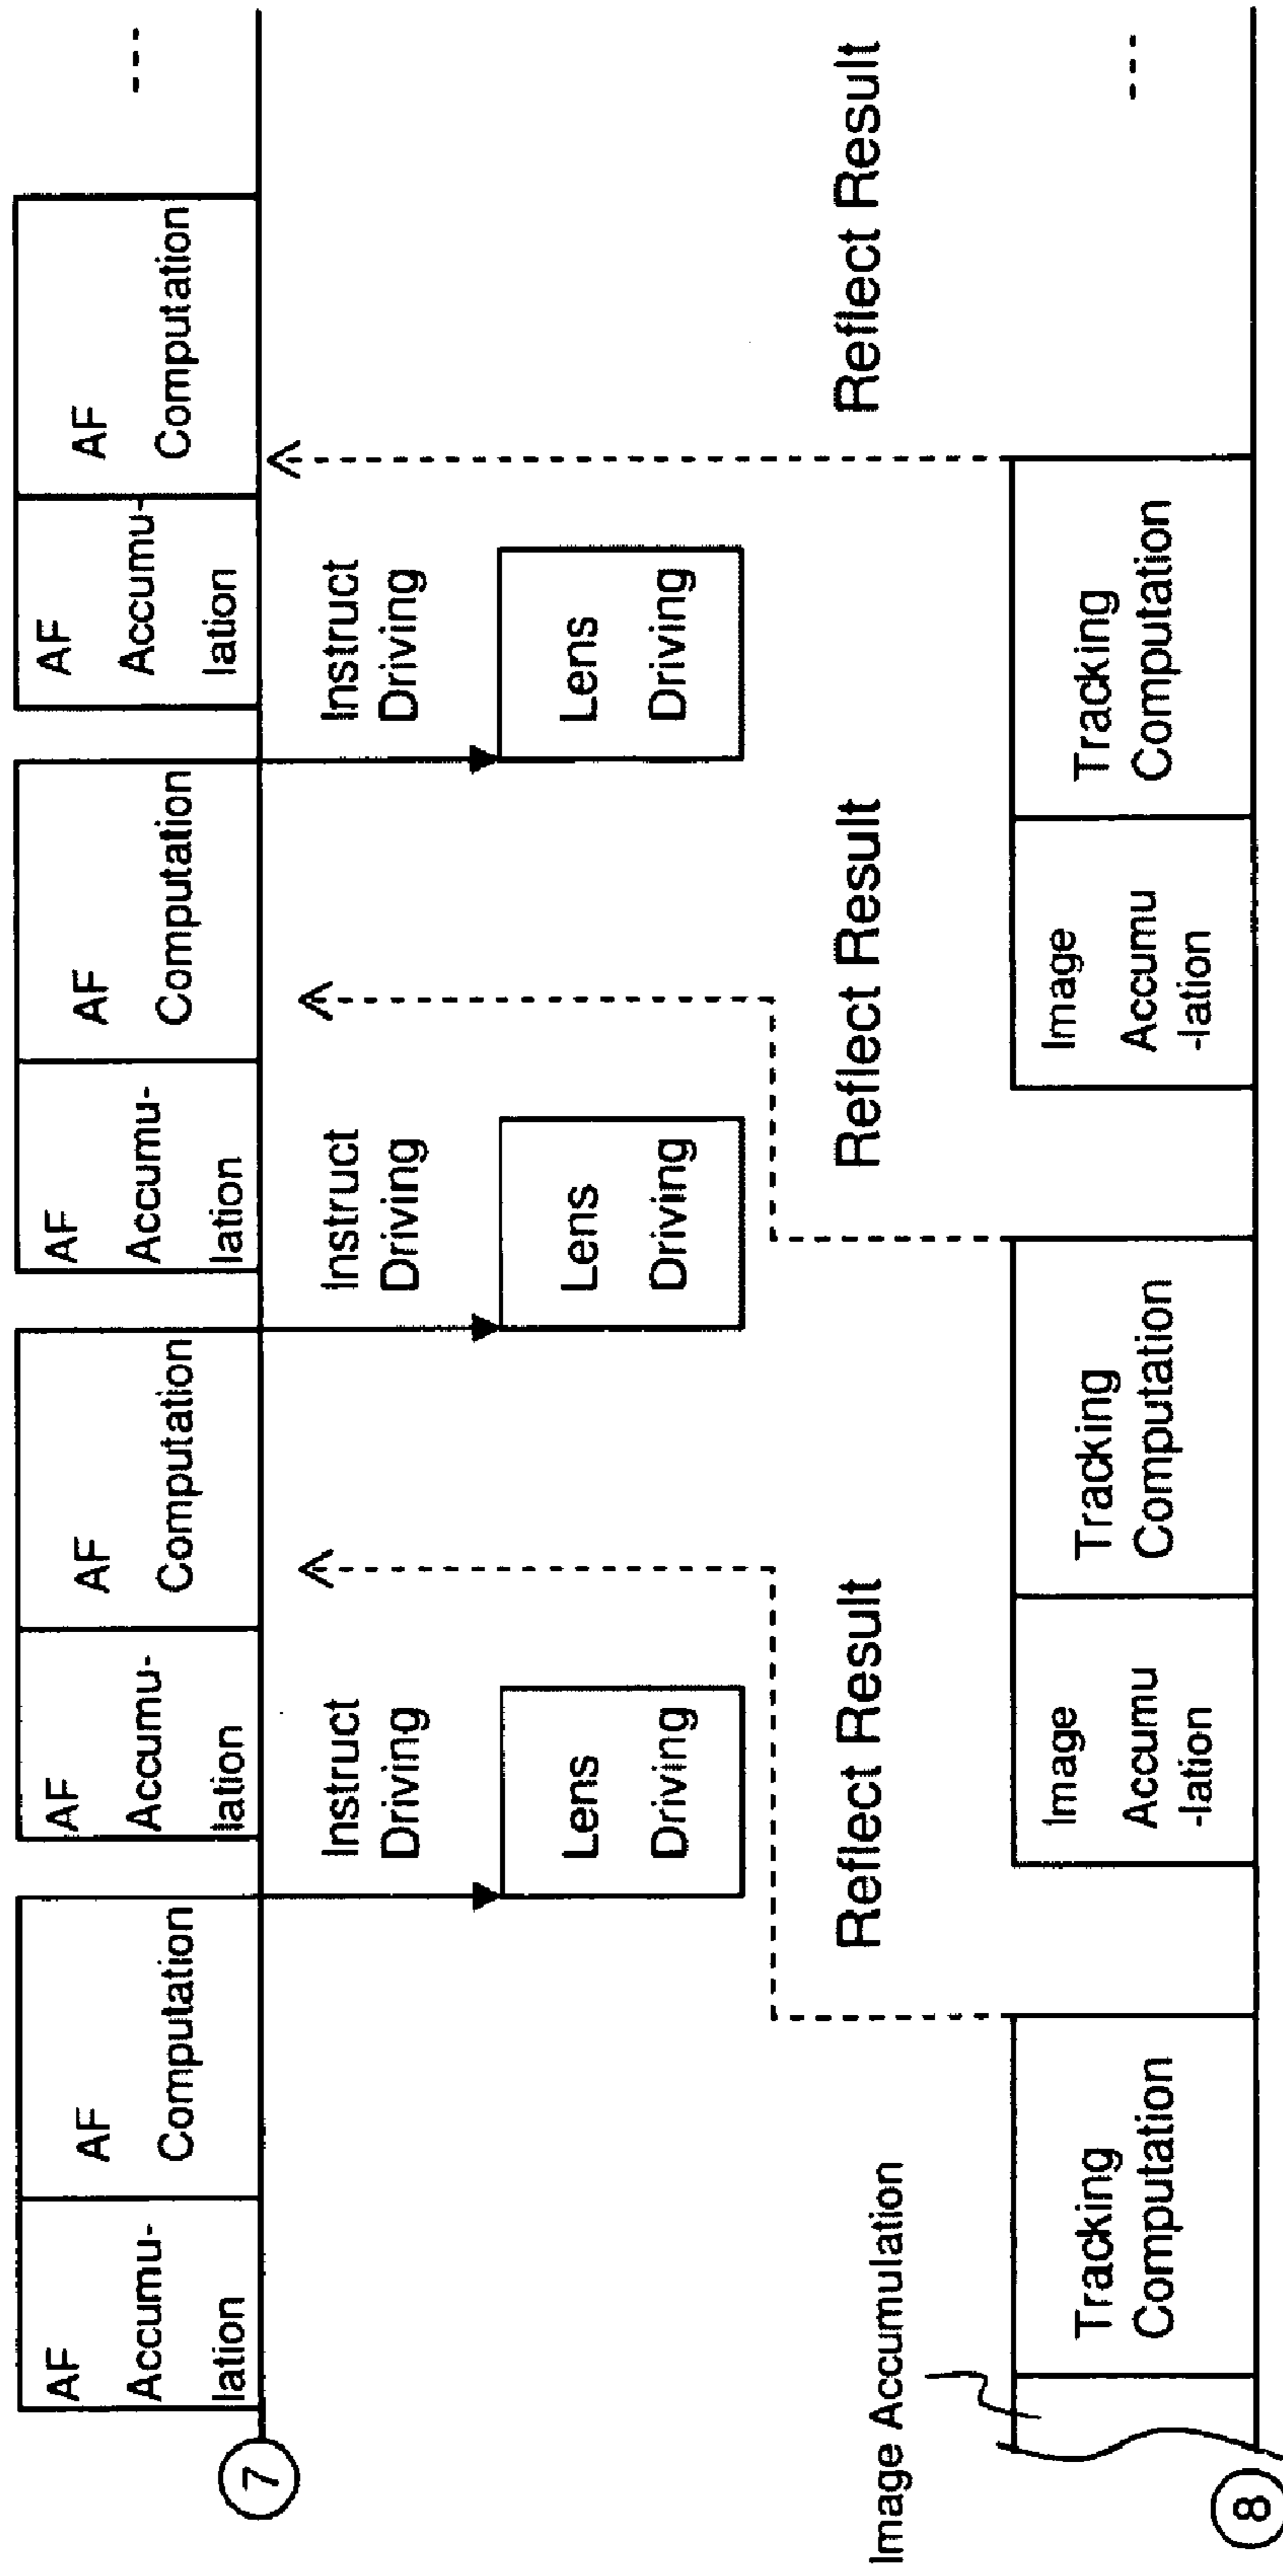 7
AF
Accumu-
lation
AF
Computation
AF
Accumu-
lation
AF
Computation
AF
Accumu-
lation
AF
Computation
AF
Accumu-
lation
AF
Computation
---
Instruct
Driving
Instruct
Driving
Instruct
Driving
Lens
Driving
Lens
Driving
Lens
Driving
Reflect Result
Reflect Result
Reflect Result
Image Accumulation
8
Tracking
Computation
Image
Accumu
-lation
Tracking
Computation
Image
Accumu
-lation
Tracking
Computation
---